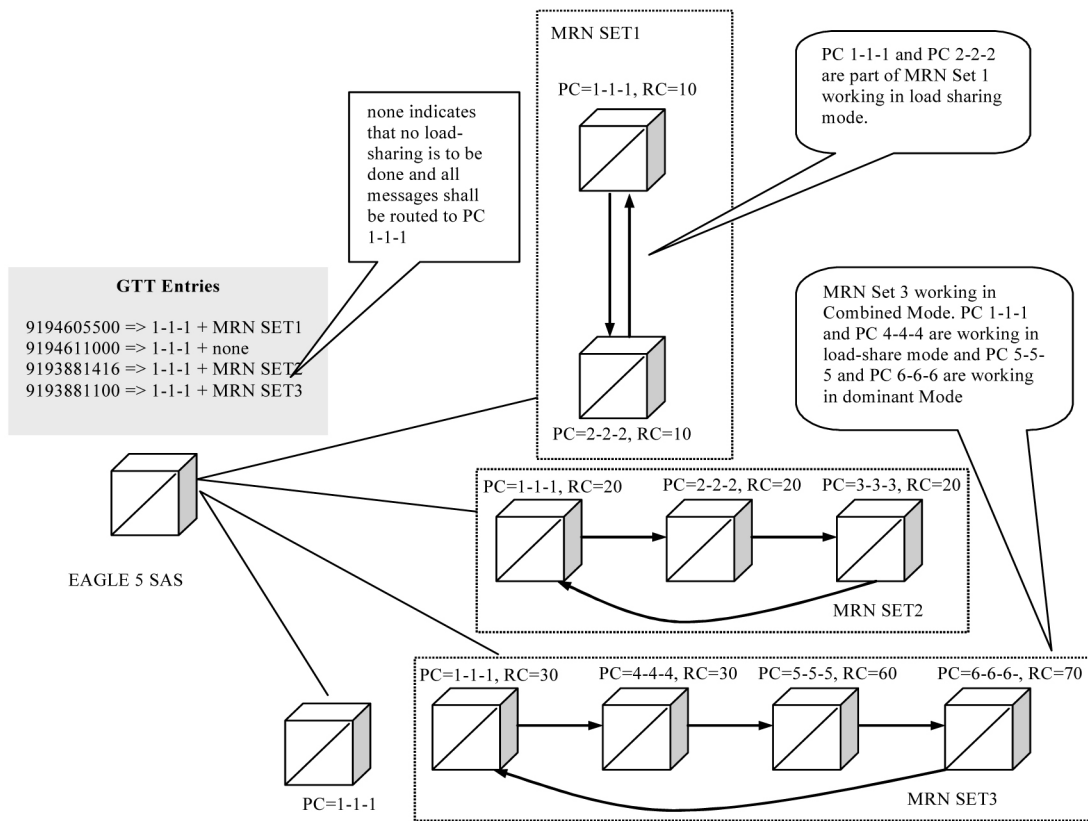 MRN SET1
PC=1-1-1, RC=10
PC=2-2-2, RC=10
PC 1-1-1 and PC 2-2-2
are part of MRN Set 1
working in load sharing
mode.
none indicates
that no load-
sharing is to be
done and all
messages shall
be routed to PC
1-1-1
GTT Entries
9194605500 => 1-1-1 + MRN SET1
9194611000 => 1-1-1 + none
9193881416 => 1-1-1 + MRN SET2
9193881100 => 1-1-1 + MRN SET3
MRN Set 3 working in
Combined Mode. PC 1-1-1
and PC 4-4-4 are working in
load-share mode and PC 5-5-
5 and PC 6-6-6 are working
in dominant Mode
EAGLE 5 SAS
PC=1-1-1, RC=20
PC=2-2-2, RC=20
PC=3-3-3, RC=20
MRN SET2
PC=1-1-1, RC=30
PC=4-4-4, RC=30
PC=5-5-5, RC=60
PC=6-6-6-, RC=70
MRN SET3
PC=1-1-1